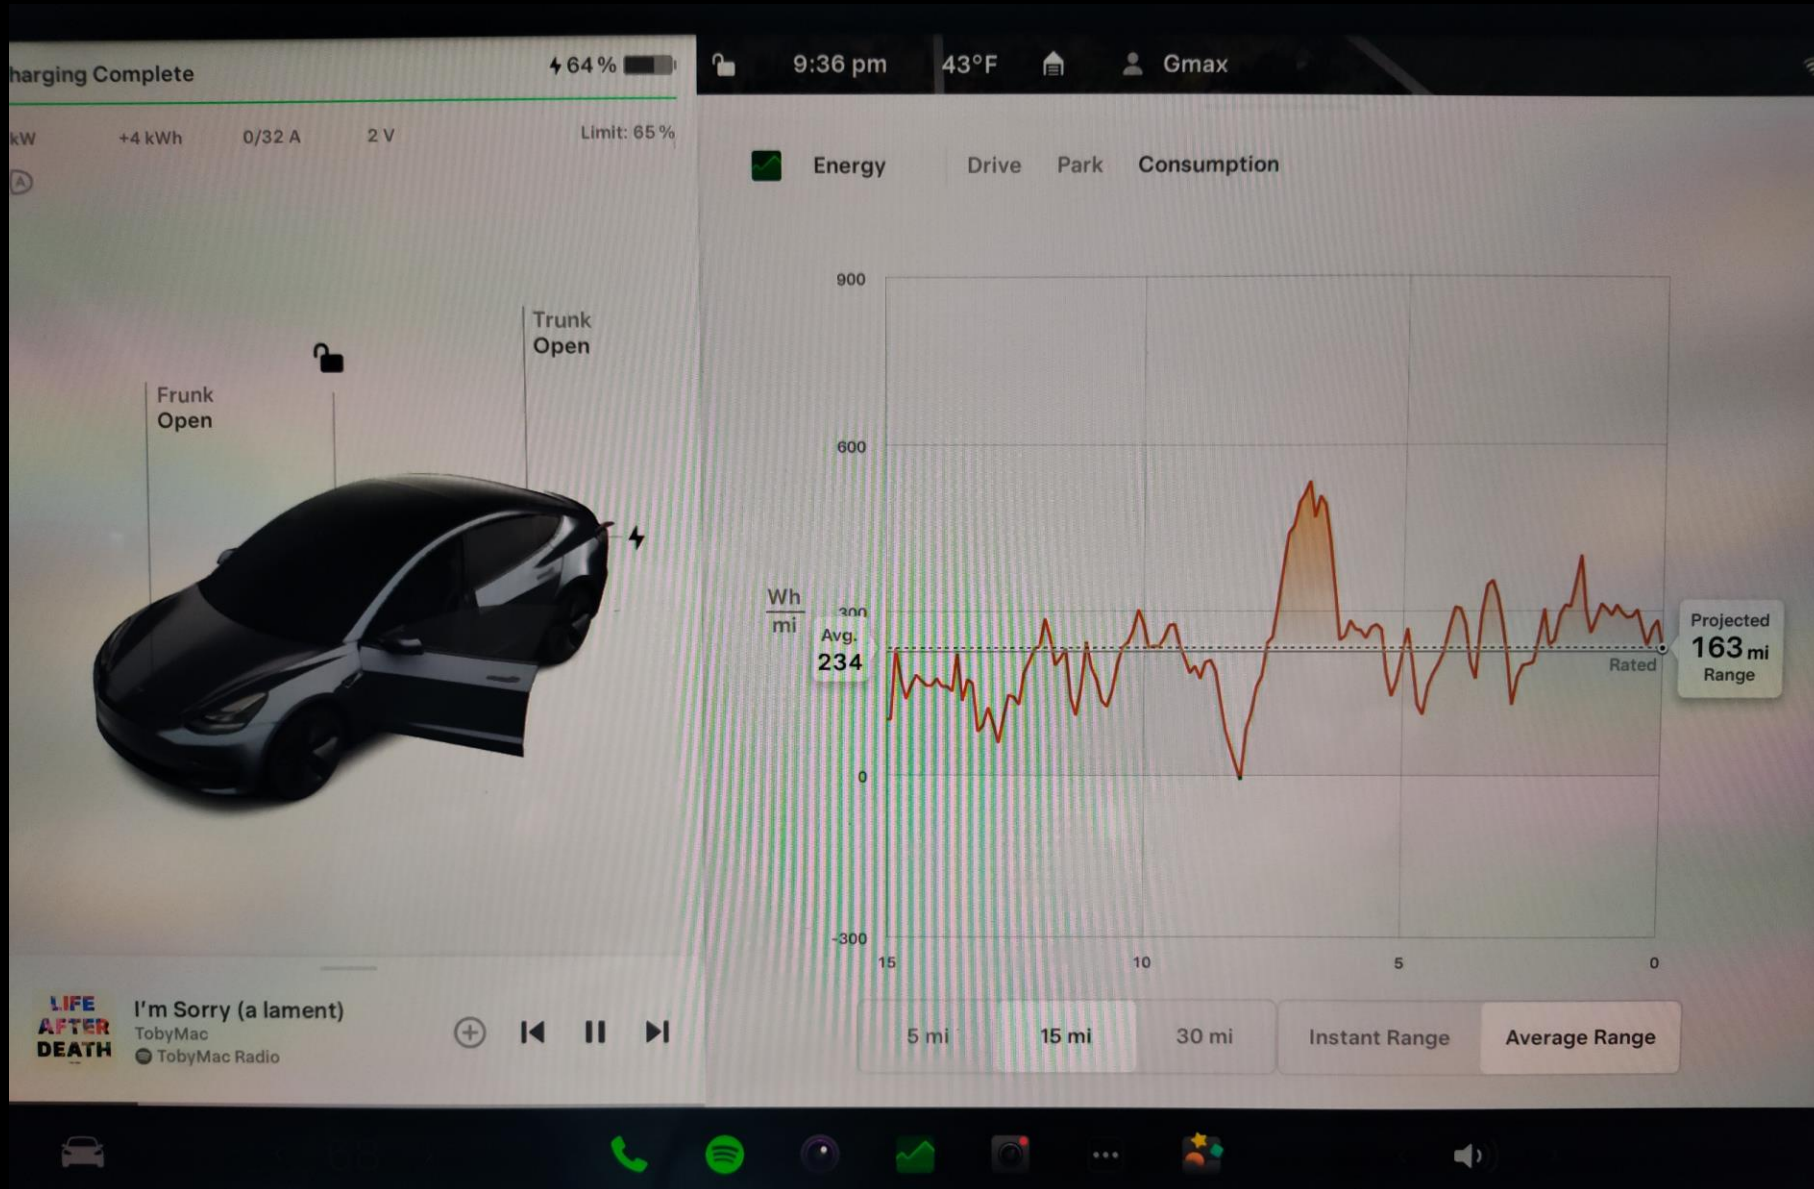 harging Complete
64%
kW
+4 kWh
0/32 A
2 V
Limit: 65%
A
Trunk
Open
Frunk
Open
LIFE
AFTER
DEATH
I'm Sorry (a lament)
TobyMac
TobyMac Radio
9:36 pm
43°F
Gmax
Energy
Drive
Park
Consumption
900
600
300
0
-300
Wh
mi
Avg.
234
Rated
Projected
163 mi
Range
15
10
5
0
5 mi
15 mi
30 mi
Instant Range
Average Range